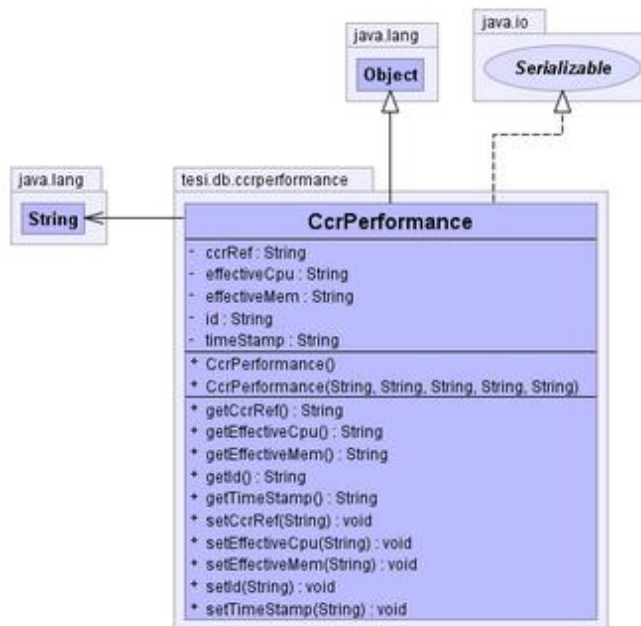 java.lang
Object
java.io
Serializable
java.lang
String
tesi.db.ccrperformance
CcrPerformance
- ccrRef : String
- effectiveCpu : String
- effectiveMem : String
- id : String
- timeStamp : String
+ CcrPerformance()
+ CcrPerformance(String, String, String, String, String)
+ getCcrRef() : String
+ getEffectiveCpu() : String
+ getEffectiveMem() : String
+ getId() : String
+ getTimeStamp() : String
+ setCcrRef(String) : void
+ setEffectiveCpu(String) : void
+ setEffectiveMem(String) : void
+ setId(String) : void
+ setTimeStamp(String) : void